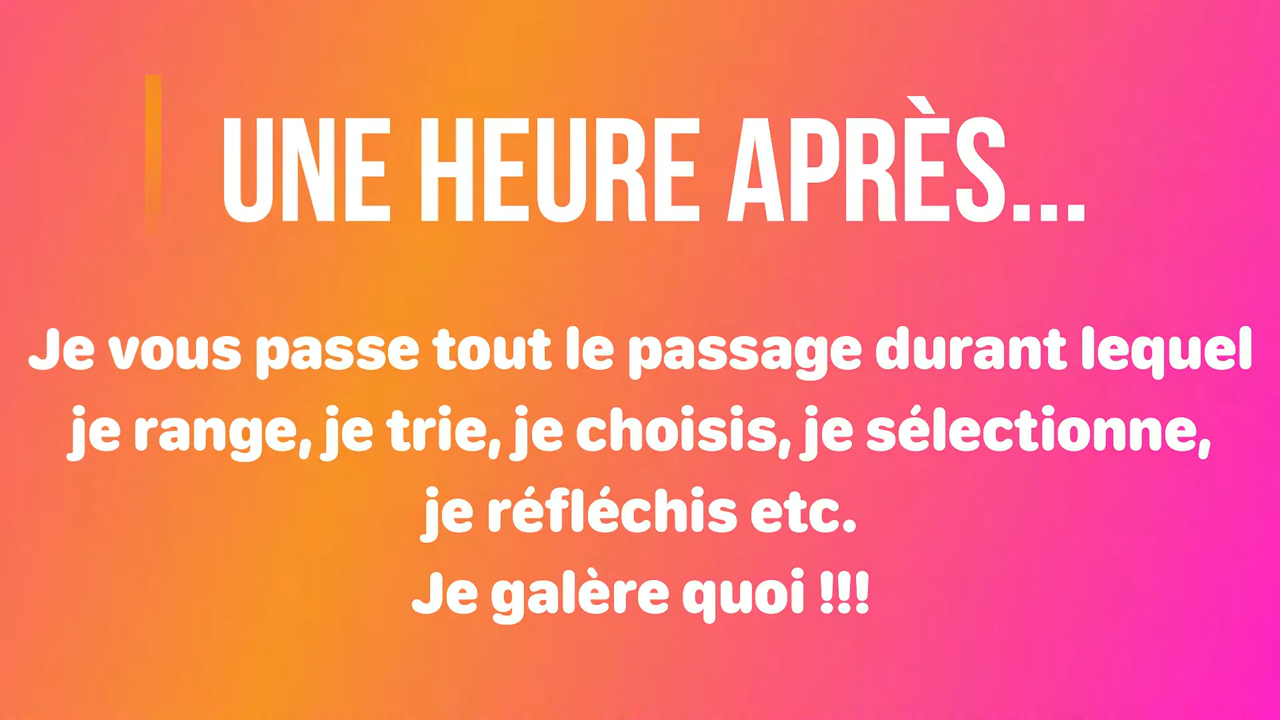 UNE HEURE APRÈS...
Je vous passe tout le passage durant lequel
je range, je trie, je choisis, je sélectionne,
je réfléchis etc.
Je galère quoi !!!